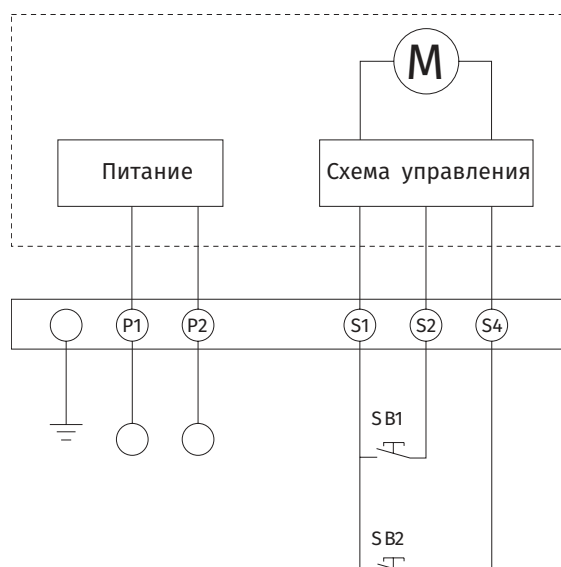 M
Питание
Схема управления
P1 P2 S1 S2 S4
SB1
SB2